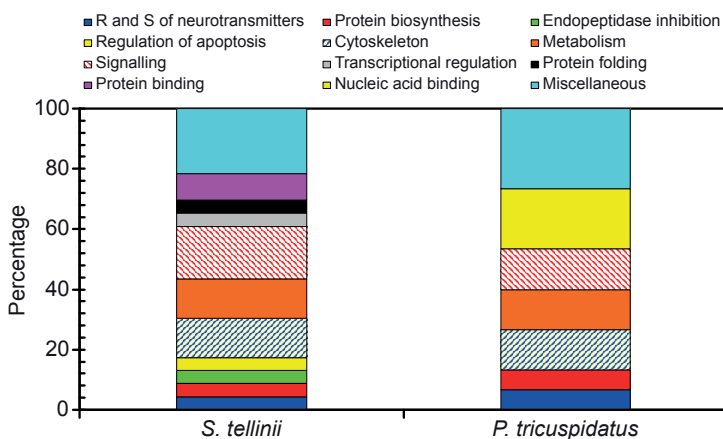 R and S of neurotransmitters Protein biosynthesis Endopeptidase inhibition
Regulation of apoptosis Cytoskeleton Metabolism
Signalling Transcriptional regulation Protein folding
Protein binding Nucleic acid binding Miscellaneous
100
80
60
40
20
0
Percentage
S. tellinii P. tricuspidatus